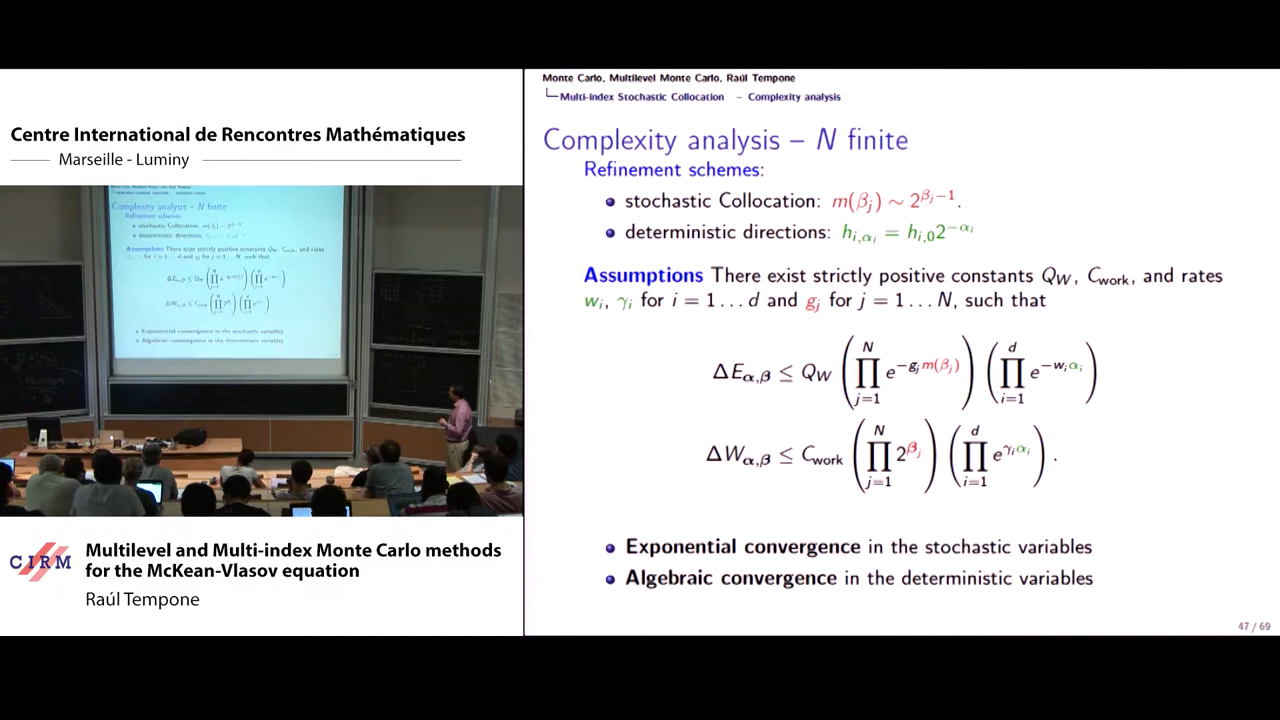 Centre International de Rencontres Mathématiques
Marseille - Luminy
CIRM
Multilevel and Multi-index Monte Carlo methods
for the McKean-Vlasov equation
Raúl Tempone
Monte Carlo, Multilevel Monte Carlo, Raúl Tempone
Multi-index Stochastic Collocation – Complexity analysis
Complexity analysis – N finite
Refinement schemes:
stochastic Collocation: m(β_j) ∼ 2^{β_j−1}.
deterministic directions: h_{i,α_i} = h_{i,0}2^{−α_i}
Assumptions There exist strictly positive constants Q_W, C_work, and rates
w_i, γ_i for i = 1 . . . d and g_j for j = 1 . . . N, such that
ΔE_{α,β} ≤ Q_W (∏_{j=1}^{N} e^{−g_j m(β_j)}) (∏_{i=1}^{d} e^{−w_i α_i})
ΔW_{α,β} ≤ C_work (∏_{j=1}^{N} 2^{β_j}) (∏_{i=1}^{d} e^{γ_i α_i}) .
Exponential convergence in the stochastic variables
Algebraic convergence in the deterministic variables
47 / 69